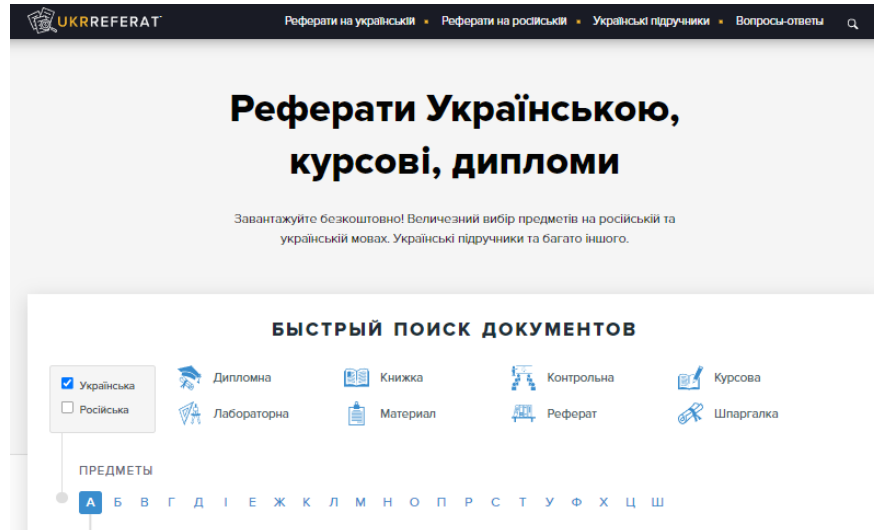 UKRREFERAT
Реферати на українській Реферати на російській Українські підручники Вопросы-ответы
Реферати Українською,
курсові, дипломи
Завантажуйте безкоштовно! Величезний вибір предметів на російській та
українській мовах. Українські підручники та багато іншого.
БЫСТРЫЙ ПОИСК ДОКУМЕНТОВ
Українська Дипломна Книжка Контрольна Курсова
Російська Лабораторна Материал Реферат Шпаргалка
ПРЕДМЕТЫ
А Б В Г Д І Е Ж К Л М Н О П Р С Т У Ф Х Ц Ш